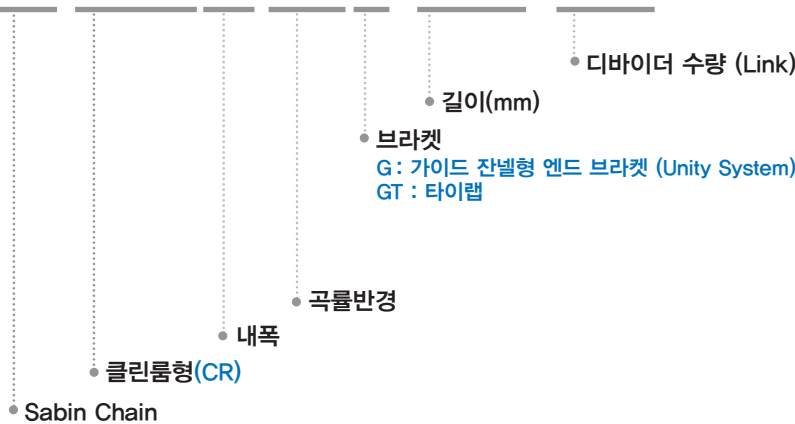 디바이더 수량 (Link)
길이(mm)
브라켓
G : 가이드 잔넬형 엔드 브라켓 (Unity System)
GT : 타이랩
곡률반경
내폭
클린룸형(CR)
Sabin Chain